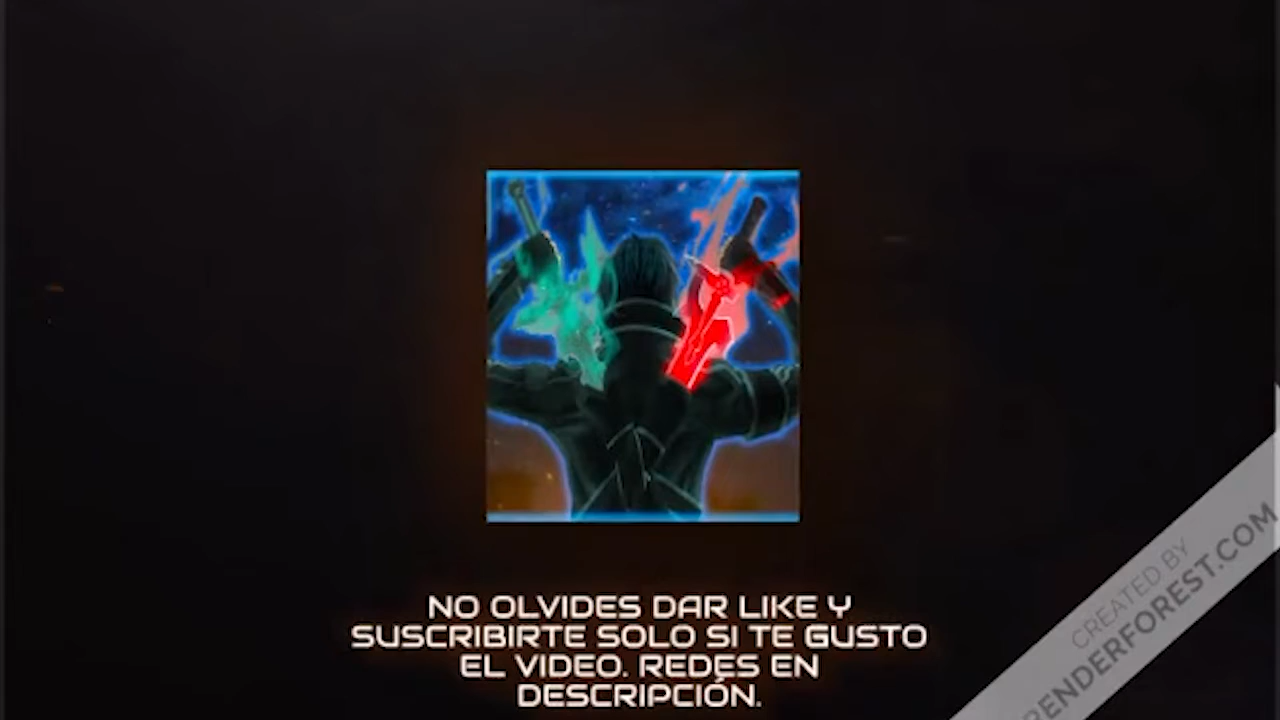 NO OLVIDES DAR LIKE Y
SUSCRIBIRTE SOLO SI TE GUSTO
EL VIDEO. REDES EN
DESCRIPCIÓN.
CREATED BY
RENDERFOREST.COM